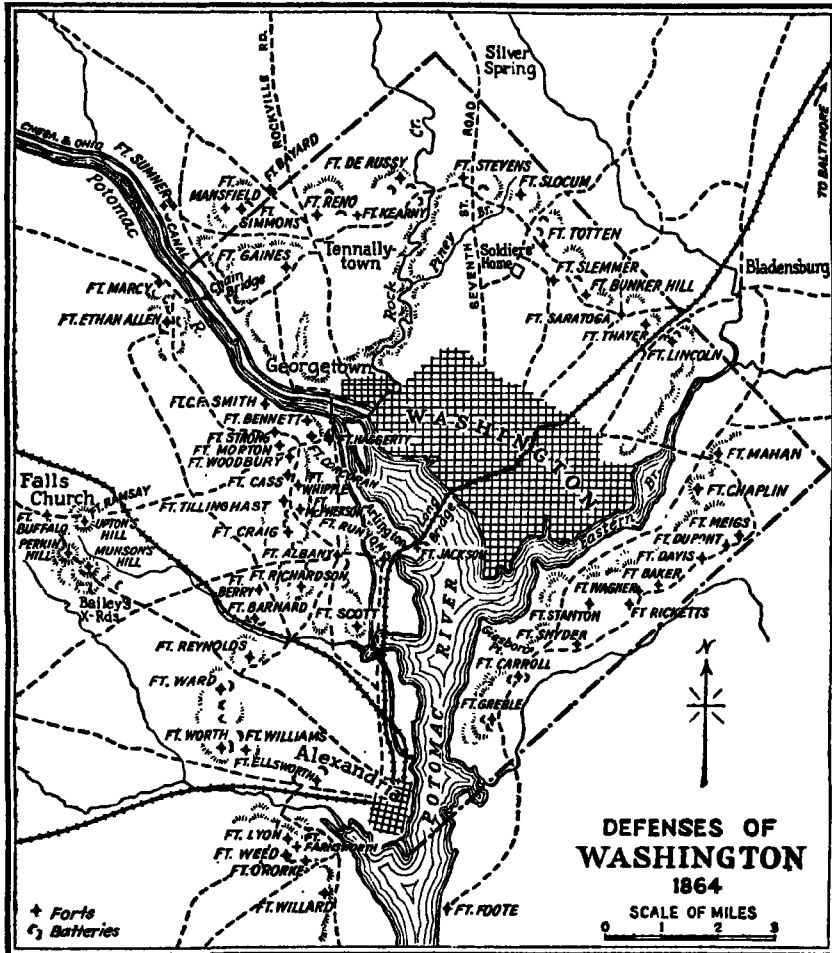 Silver
Spring
ROCKVILLE RD.
SEVENTH ST. ROAD
TO BALTIMORE
CHESA. & OHIO
CANAL
Potomac
R.
FT. SUMNER
FT. BAYARD
FT. MANSFIELD
FT. SIMMONS
FT. DE RUSSY
FT. RENO
FT. KEARNY
FT. STEVENS
FT. SLOCUM
FT. TOTTEN
FT. GAINES
Tennally-
town
Rock
Piney
Br.
Soldiers'
Home
FT. SLEMMER
FT. BUNKER HILL
Bladensburg
FT. MARCY
Chain
Bridge
FT. ETHAN ALLEN
FT. SARATOGA
FT. THAYER
FT. LINCOLN
Georgetown
WASHINGTON
FT. C.F. SMITH
FT. BENNETT
FT. HAGGERTY
FT. STRONG
FT. MORTON
FT. WOODBURY
FT. CORCORAN
FT. CASS
FT. WHIPPLE
FT. TILLINGHAST
FT. McPHERSON
Falls
Church
FT. RAMSAY
FT. BUFFALO
UPTON'S
HILL
PERKIN
HILL
MUNSON'S
HILL
Bailey's
X-Rds.
FT. CRAIG
FT. RUNYON
Arlington
Long
Bridge
FT. JACKSON
FT. ALBANY
FT. RICHARDSON
FT. BERRY
FT. BARNARD
FT. SCOTT
Eastern Br.
FT. MAHAN
FT. CHAPLIN
FT. MEIGS
FT. DUPONT
FT. DAVIS
FT. BAKER
FT. WAGNER
FT. STANTON
FT. RICKETTS
FT. SNYDER
FT. CARROLL
FT. GREBLE
FT. REYNOLDS
FT. WARD
FT. WORTH
FT. WILLIAMS
FT. ELLSWORTH
Alexandria
POTOMAC RIVER
FT. LYON
FT. FARNSWORTH
FT. WEED
FT. O'RORKE
FT. WILLARD
FT. FOOTE
N
DEFENSES OF
WASHINGTON
1864
SCALE OF MILES
0 1 2 3
Forts
Batteries